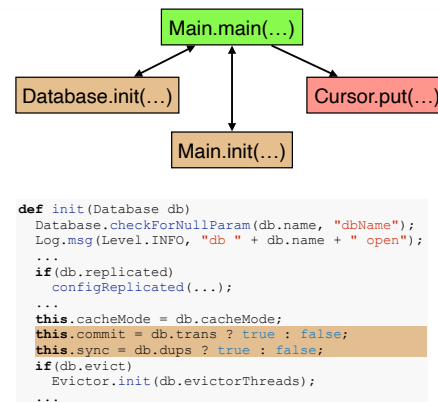 Main.main(…)
Database.init(…)
Cursor.put(…)
Main.init(…)
def init(Database db)
Database.checkForNullParam(db.name, "dbName");
Log.msg(Level.INFO, "db " + db.name + " open");
...
if(db.replicated)
configReplicated(...);
...
this.cacheMode = db.cacheMode;
this.commit = db.trans ? true : false;
this.sync = db.dups ? true : false;
if(db.evict)
Evictor.init(db.evictorThreads);
...